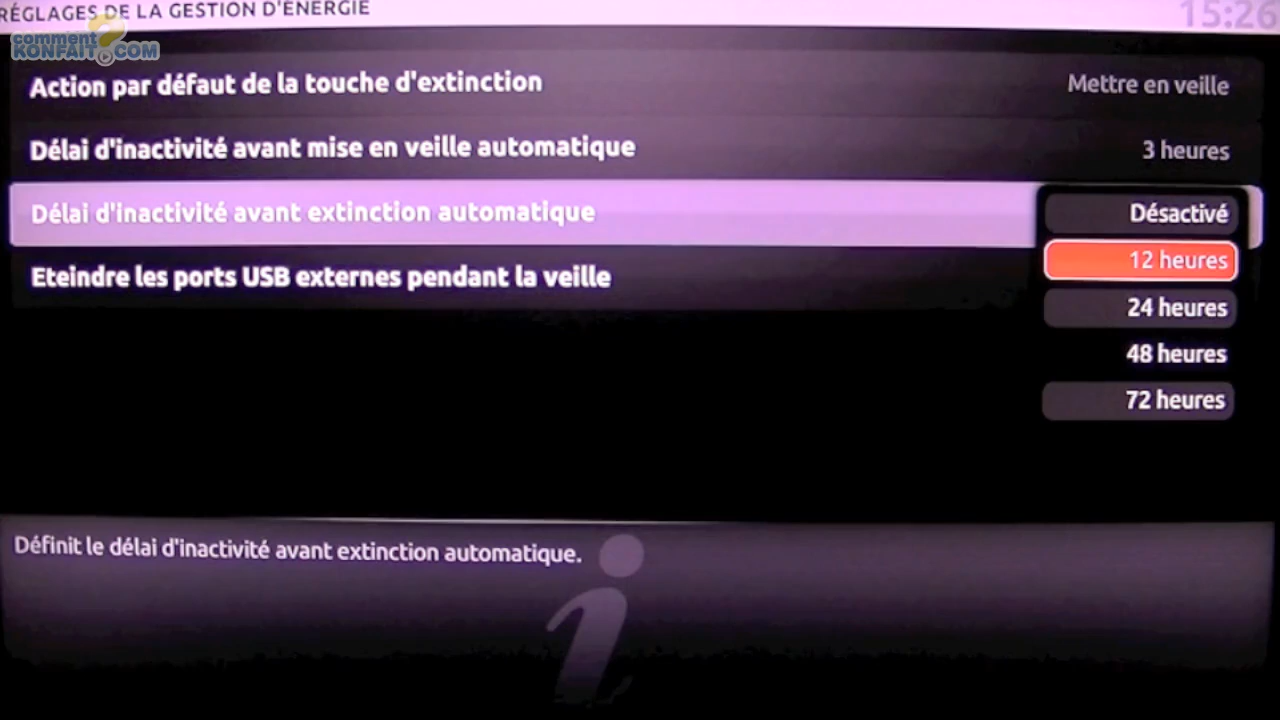 RÉGLAGES DE LA GESTION D'ÉNERGIE
15:26
comment
KONFAIT.COM
Action par défaut de la touche d'extinction
Mettre en veille
Délai d'inactivité avant mise en veille automatique
3 heures
Délai d'inactivité avant extinction automatique
Désactivé
12 heures
Eteindre les ports USB externes pendant la veille
24 heures
48 heures
72 heures
Définit le délai d'inactivité avant extinction automatique.